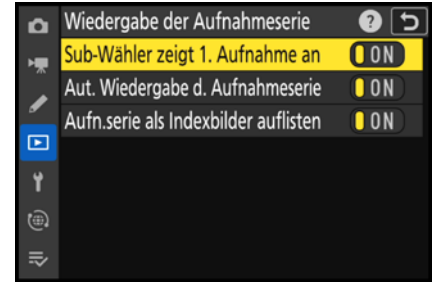 Wiedergabe der Aufnahmeserie ?
Sub-Wähler zeigt 1. Aufnahme an ON
Aut. Wiedergabe d. Aufnahmeserie ON
Aufn.serie als Indexbilder auflisten ON